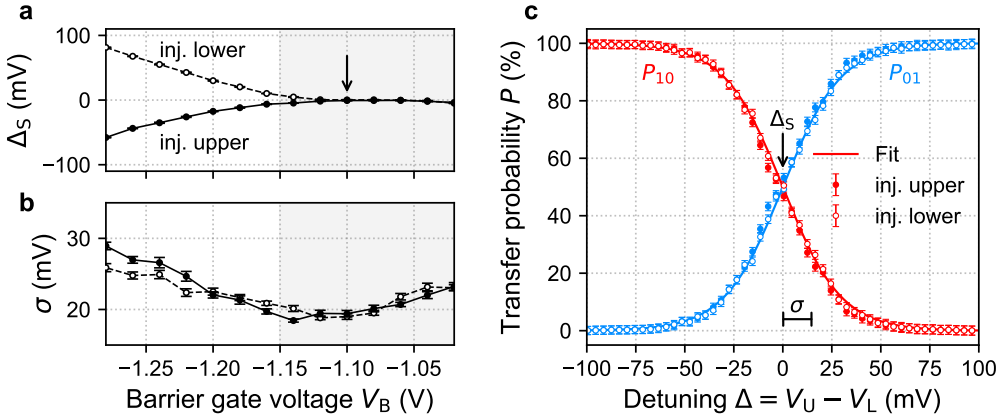 a
100
0
−100
Δ_S (mV)
inj. lower
inj. upper
b
30
20
σ (mV)
−1.25
−1.20
−1.15
−1.10
−1.05
Barrier gate voltage V_B (V)
c
100
80
60
40
20
0
Transfer probability P (%)
P_10
P_01
Δ_S
Fit
inj. upper
inj. lower
σ
−100
−75
−50
−25
0
25
50
75
100
Detuning Δ = V_U − V_L (mV)